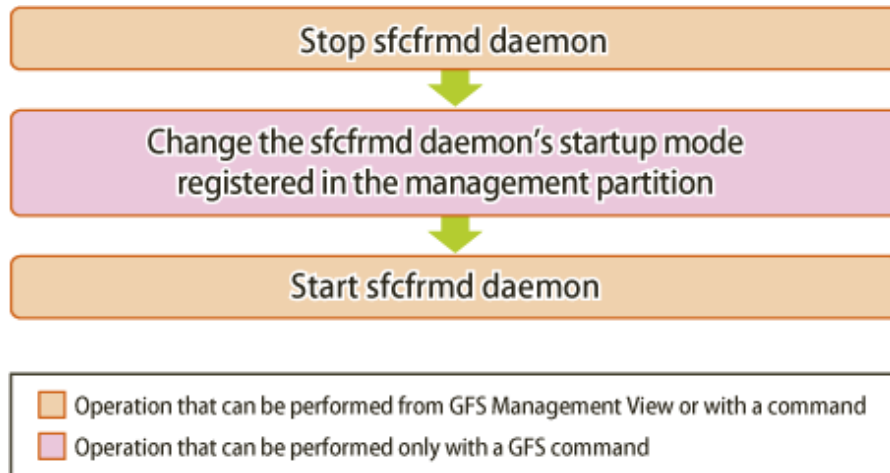 Stop sfcfrmd daemon
Change the sfcfrmd daemon's startup mode
registered in the management partition
Start sfcfrmd daemon
Operation that can be performed from GFS Management View or with a command
Operation that can be performed only with a GFS command